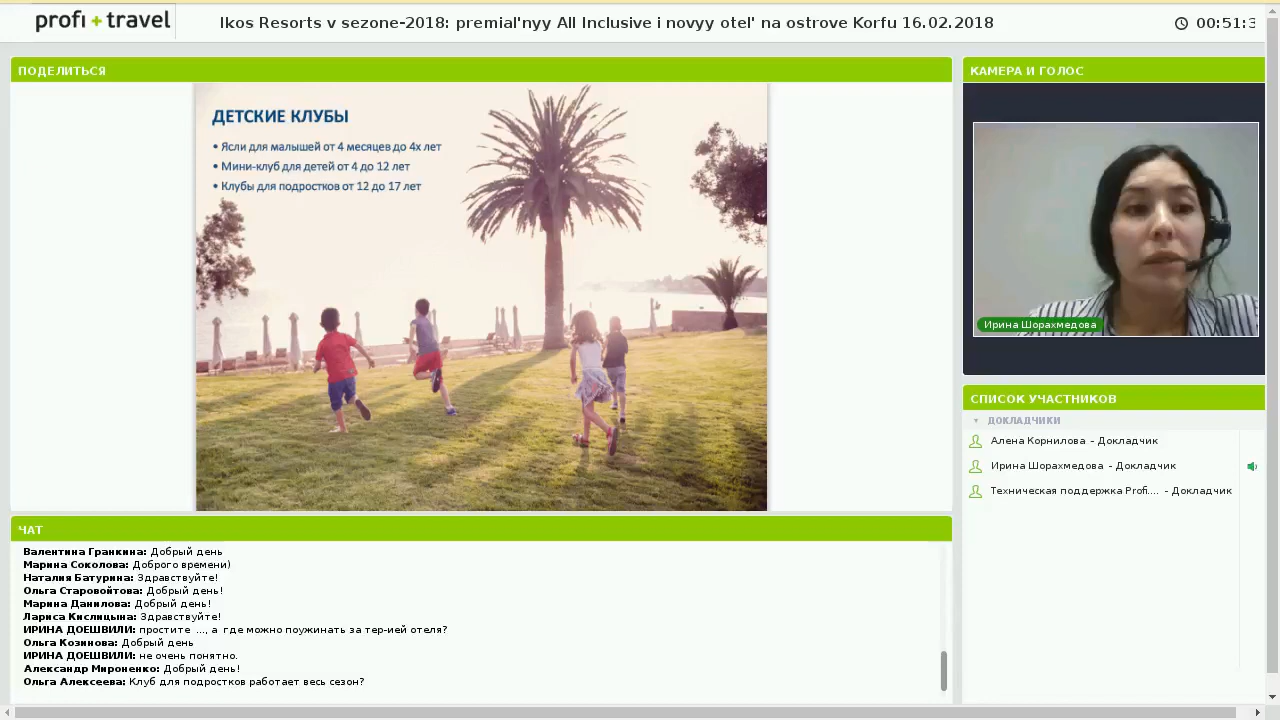 profi + travel
Ikos Resorts v sezone-2018: premial'nyy All Inclusive i novyy otel' na ostrove Korfu 16.02.2018
00:51:3
ПОДЕЛИТЬСЯ
ДЕТСКИЕ КЛУБЫ
• Ясли для малышей от 4 месяцев до 4х лет
• Мини-клуб для детей от 4 до 12 лет
• Клубы для подростков от 12 до 17 лет
КАМЕРА И ГОЛОС
Ирина Шорахмедова
СПИСОК УЧАСТНИКОВ
ДОКЛАДЧИКИ
Алена Корнилова - Докладчик
Ирина Шорахмедова - Докладчик
Техническая поддержка Profi.... - Докладчик
ЧАТ
Валентина Гранкина: Добрый день
Марина Соколова: Доброго времени)
Наталия Батурина: Здравствуйте!
Ольга Старовойтова: Добрый день!
Марина Данилова: Добрый день!
Лариса Кислицына: Здравствуйте!
ИРИНА ДОЕШВИЛИ: простите ..., а где можно поужинать за тер-ией отеля?
Ольга Козинова: Добрый день
ИРИНА ДОЕШВИЛИ: не очень понятно.
Александр Мироненко: Добрый день!
Ольга Алексеева: Клуб для подростков работает весь сезон?